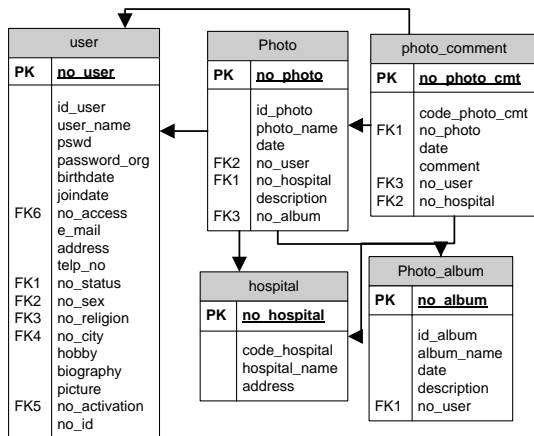 user
PK no_user
id_user
user_name
pswd
password_org
birthdate
joindate
FK6 no_access
e_mail
address
telp_no
FK1 no_status
FK2 no_sex
FK3 no_religion
FK4 no_city
hobby
biography
picture
FK5 no_activation
no_id
Photo
PK no_photo
id_photo
photo_name
date
FK2 no_user
FK1 no_hospital
description
FK3 no_album
photo_comment
PK no_photo_cmt
code_photo_cmt
FK1 no_photo
date
comment
FK3 no_user
FK2 no_hospital
hospital
PK no_hospital
code_hospital
hospital_name
address
Photo_album
PK no_album
id_album
album_name
date
description
FK1 no_user